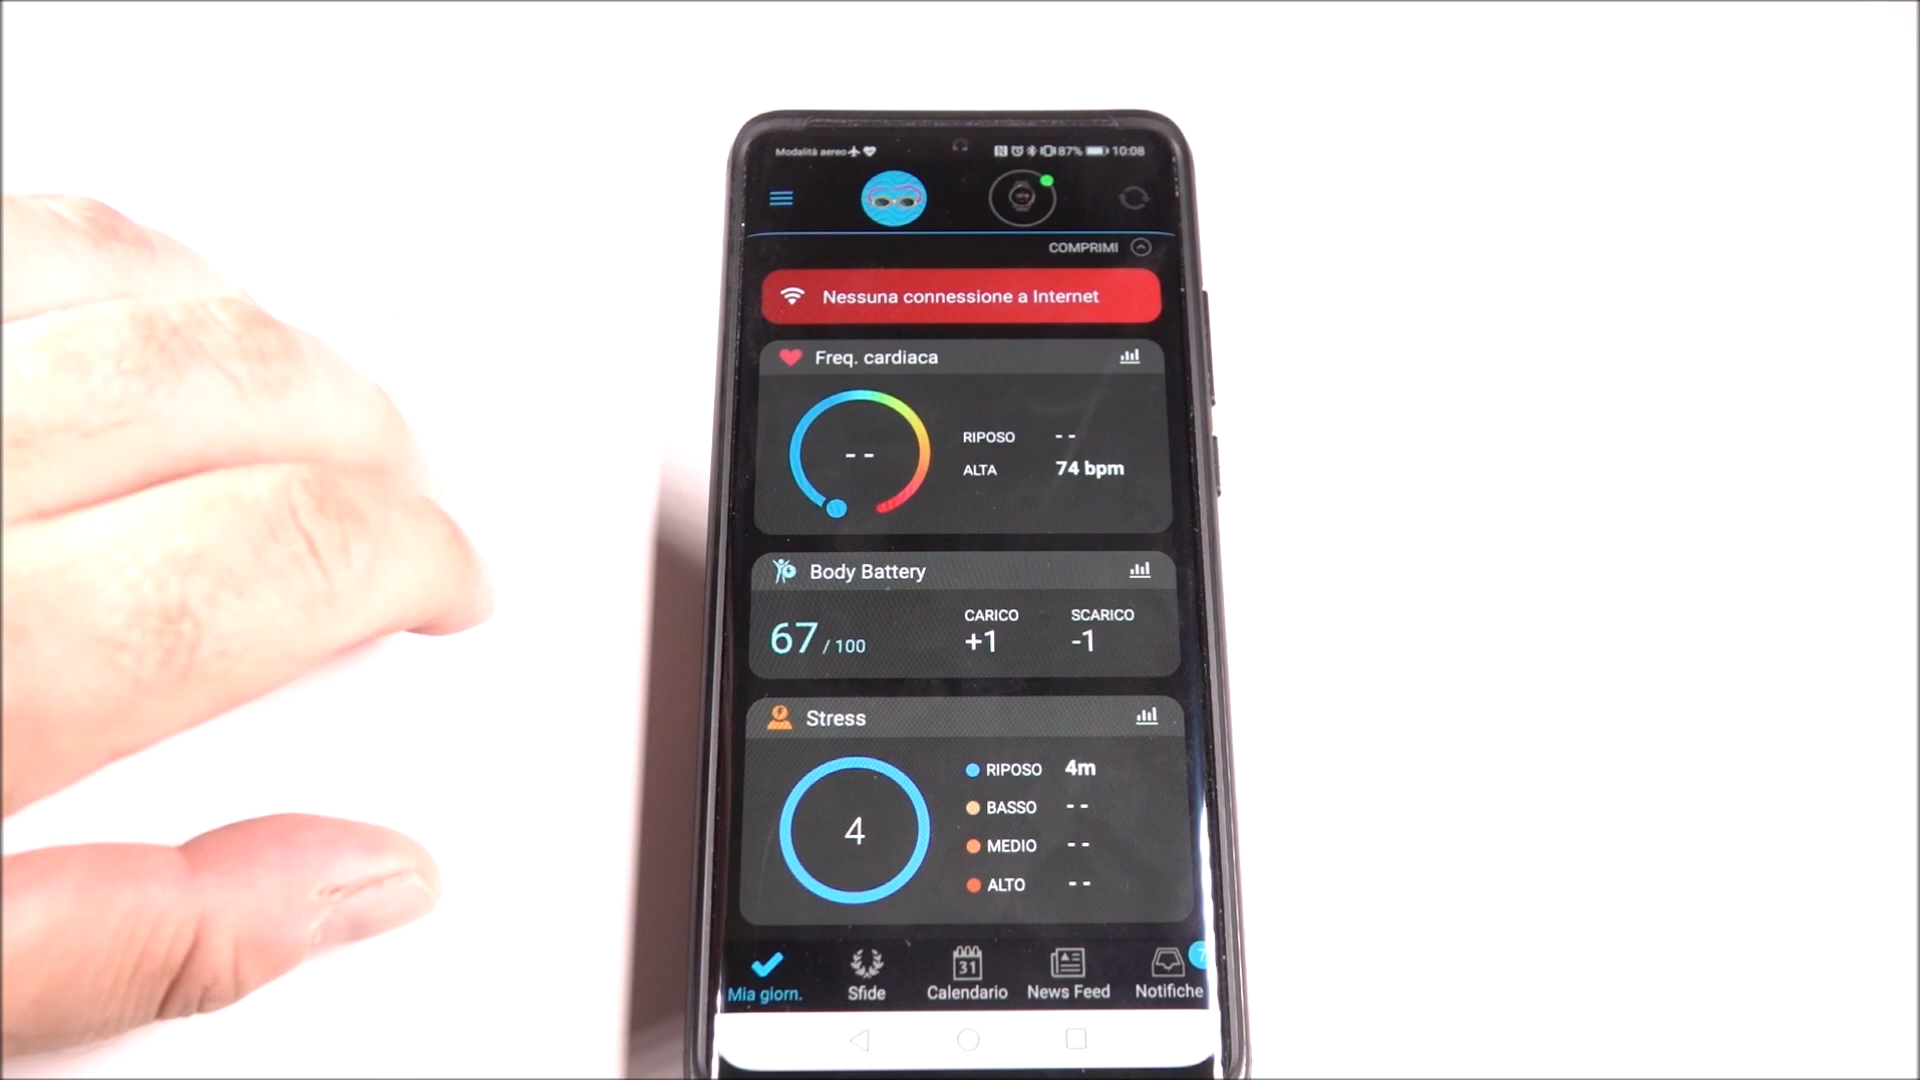 Modalità aereo 87% 10:08
COMPRIMI
Nessuna connessione a Internet
Freq. cardiaca
--
RIPOSO --
ALTA 74 bpm
Body Battery
67 / 100
CARICO
+1
SCARICO
-1
Stress
4
RIPOSO 4m
BASSO --
MEDIO --
ALTO --
31
7
Mia giorn. Sfide Calendario News Feed Notifiche